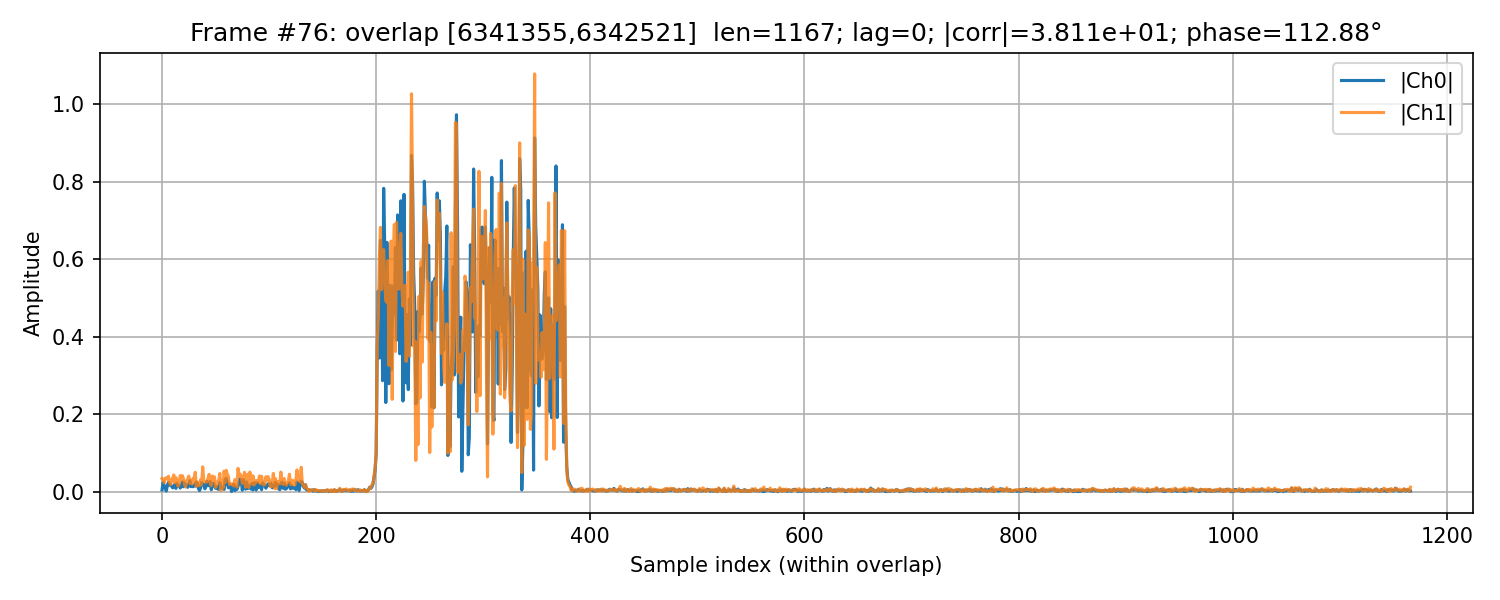 Frame #76: overlap [6341355,6342521]  len=1167; lag=0; |corr|=3.811e+01; phase=112.88°
|Ch0|
|Ch1|
Amplitude
1.0
0.8
0.6
0.4
0.2
0.0
0 200 400 600 800 1000 1200
Sample index (within overlap)